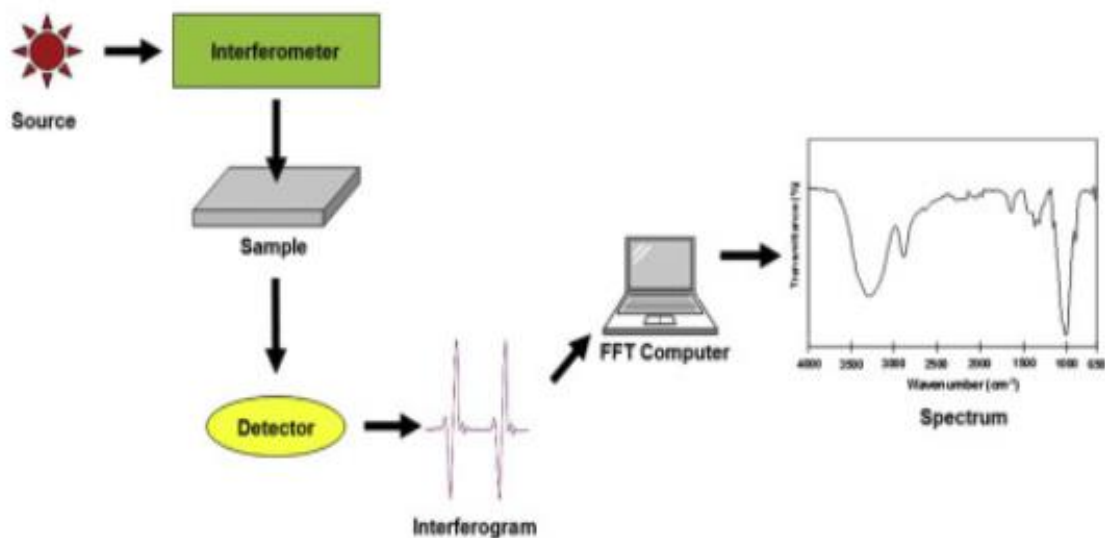 Source
Interferometer
Sample
Detector
Interferogram
FFT Computer
4000 3500 3000 2500 2000 1500 1000 650
Wavenumber (cm⁻¹)
Spectrum